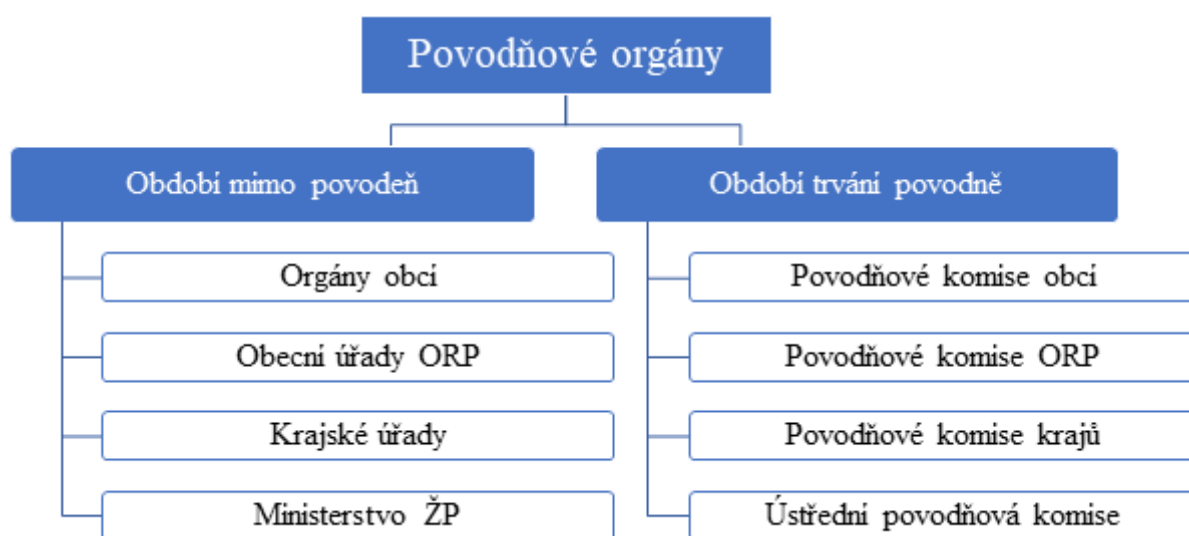 Povodňové orgány
Období mimo povodeň
Orgány obcí
Obecní úřady ORP
Krajské úřady
Ministerstvo ŽP
Období trvání povodně
Povodňové komise obcí
Povodňové komise ORP
Povodňové komise krajů
Ústřední povodňová komise